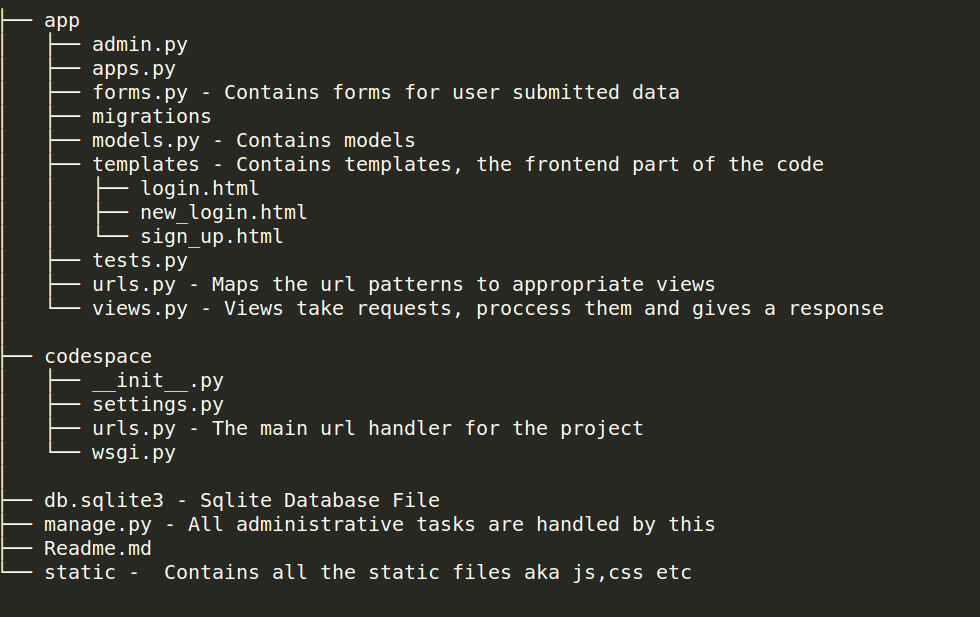 ├── app
│   ├── admin.py
│   ├── apps.py
│   ├── forms.py - Contains forms for user submitted data
│   ├── migrations
│   ├── models.py - Contains models
│   ├── templates - Contains templates, the frontend part of the code
│   │   ├── login.html
│   │   ├── new_login.html
│   │   └── sign_up.html
│   ├── tests.py
│   ├── urls.py - Maps the url patterns to appropriate views
│   └── views.py - Views take requests, proccess them and gives a response
│
├── codespace
│   ├── __init__.py
│   ├── settings.py
│   ├── urls.py - The main url handler for the project
│   └── wsgi.py
│
├── db.sqlite3 - Sqlite Database File
├── manage.py - All administrative tasks are handled by this
├── Readme.md
└── static -  Contains all the static files aka js,css etc